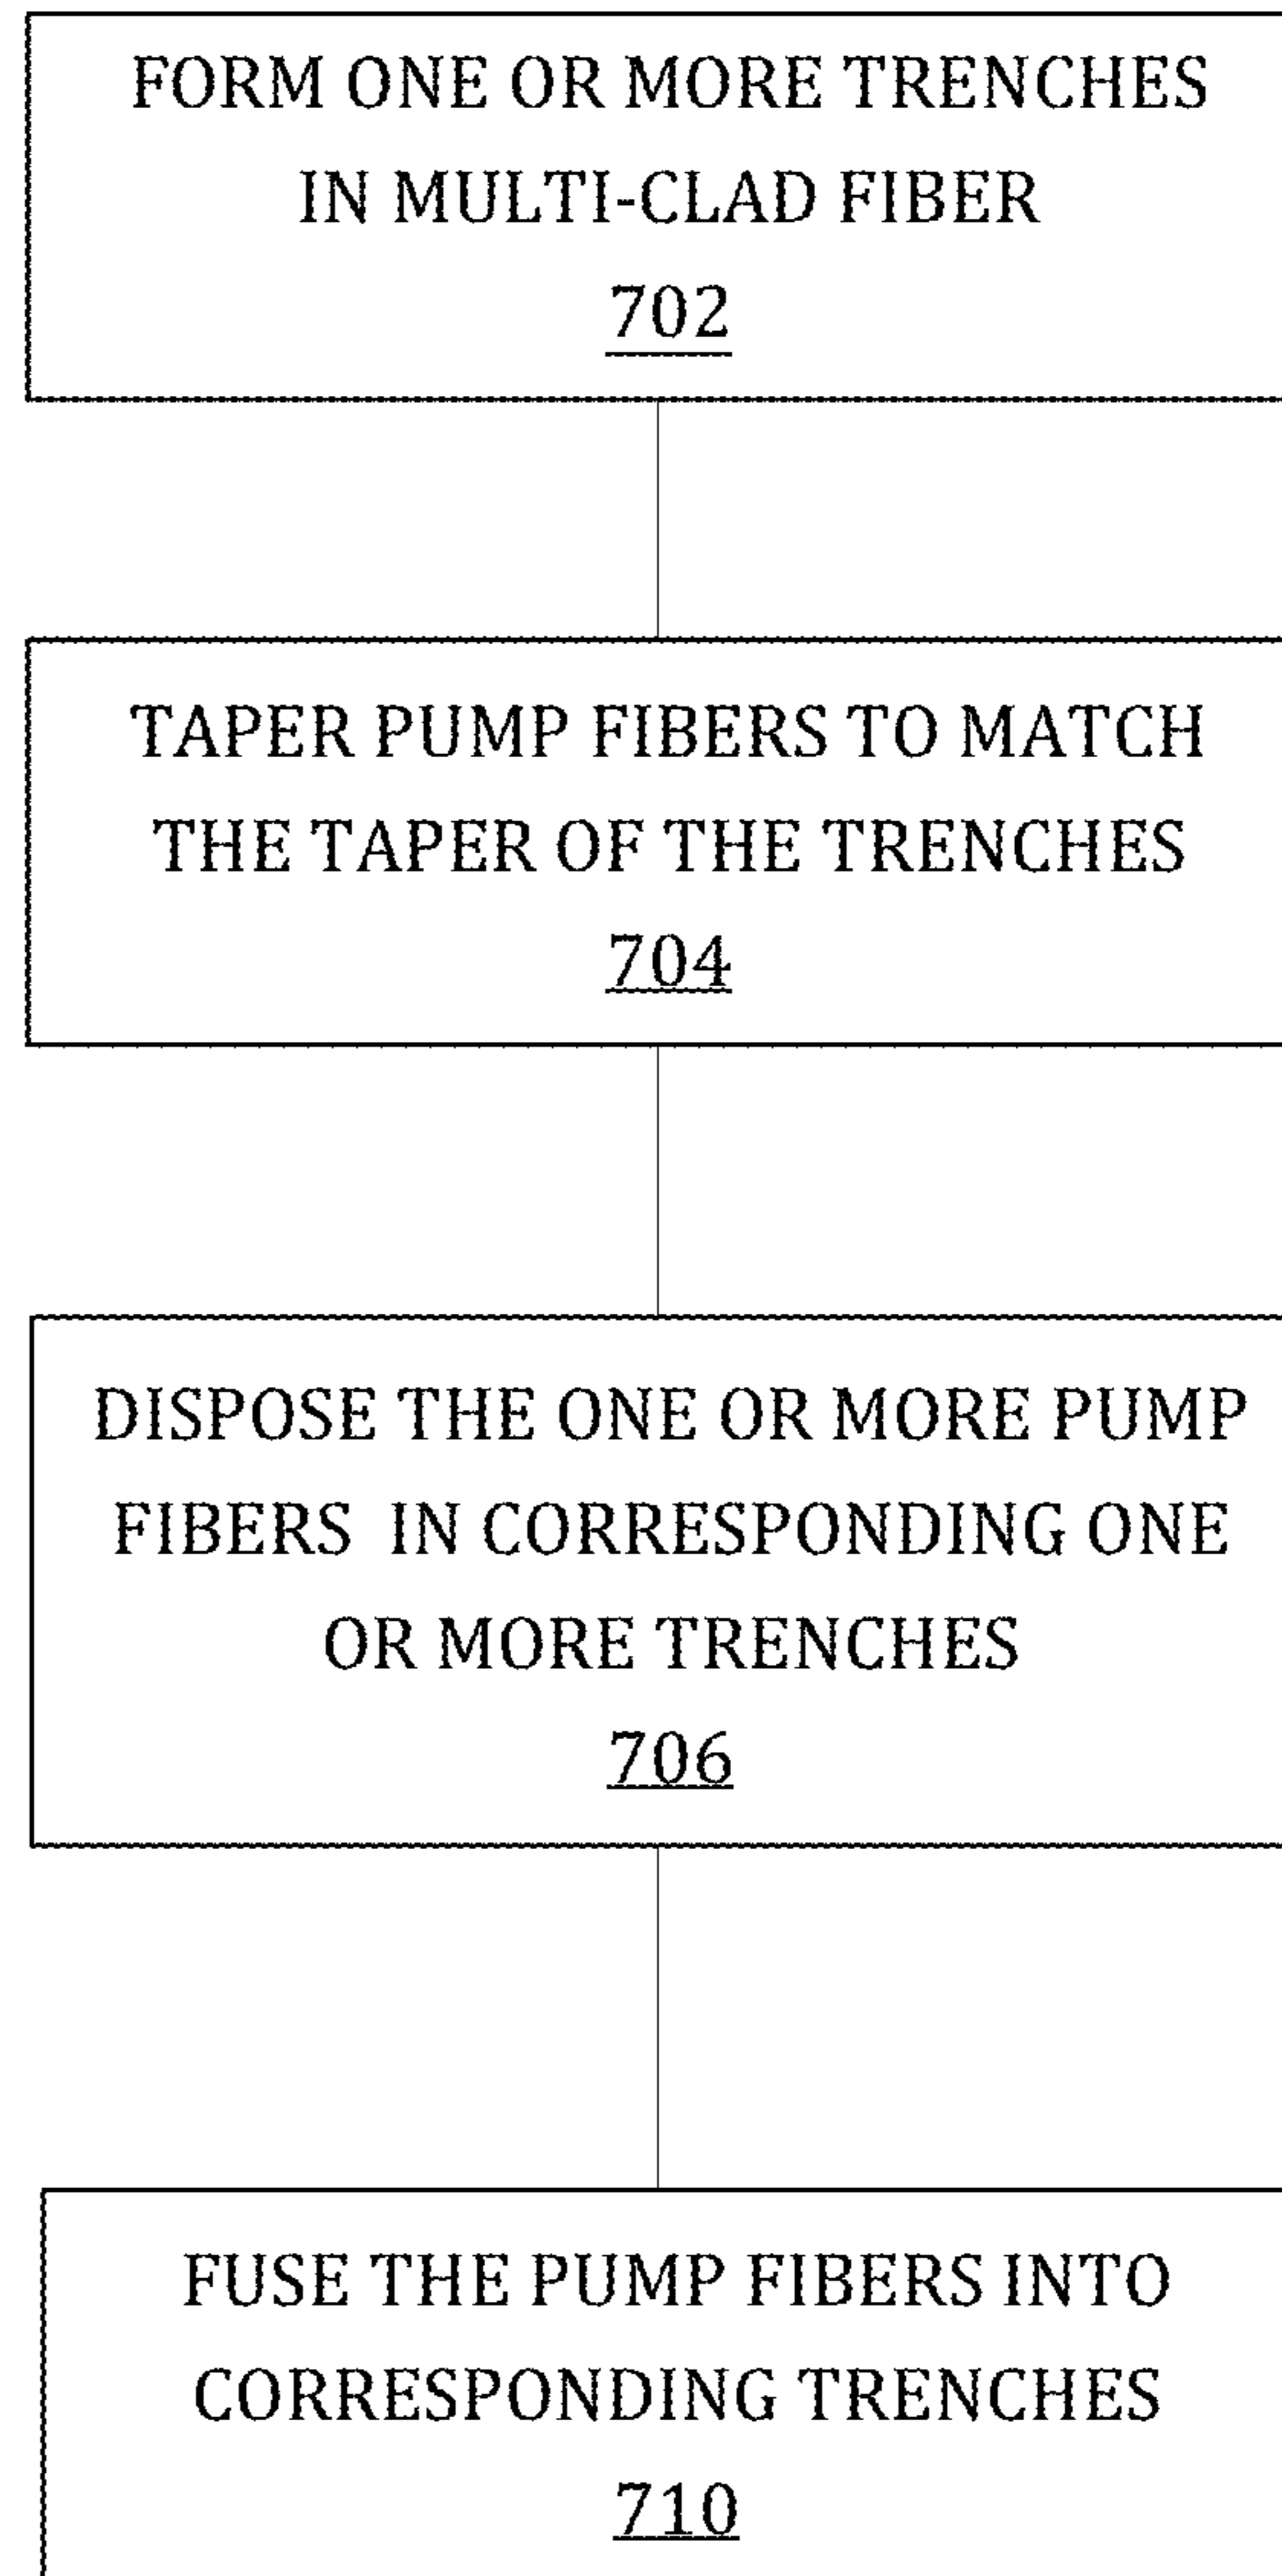 FORM ONE OR MORE TRENCHES
IN MULTI-CLAD FIBER
702
TAPER PUMP FIBERS TO MATCH
THE TAPER OF THE TRENCHES
704
DISPOSE THE ONE OR MORE PUMP
FIBERS IN CORRESPONDING ONE
OR MORE TRENCHES
706
FUSE THE PUMP FIBERS INTO
CORRESPONDING TRENCHES
710